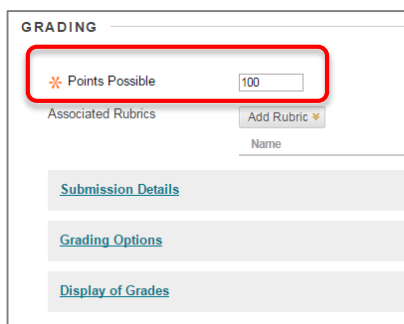 GRADING
* Points Possible 100
Associated Rubrics Add Rubric
Name
Submission Details
Grading Options
Display of Grades